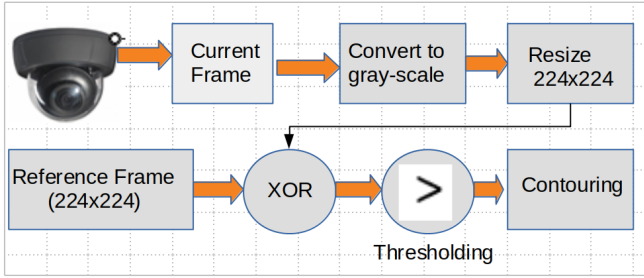 Current
Frame
Convert to
gray-scale
Resize
224x224
Reference Frame
(224x224)
XOR
>
Contouring
Thresholding